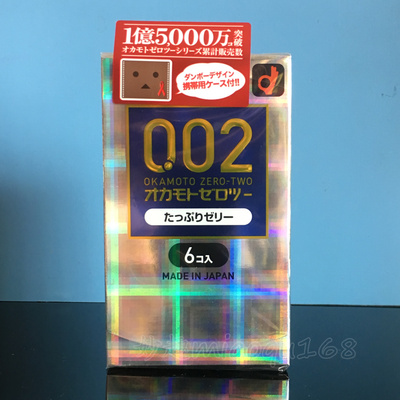 1億5,000万個突破
オカモトゼロツーシリーズ累計販売数
ダンボーデザイン
携帯用ケース付!!
0.02
OKAMOTO ZERO-TWO
オカモトゼロツー
たっぷりゼリー
6コ入
MADE IN JAPAN